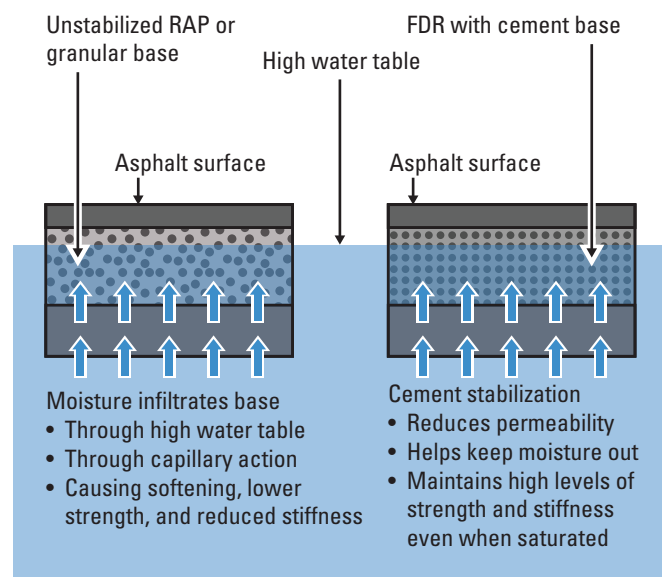 Unstabilized RAP or
granular base
FDR with cement base
High water table
Asphalt surface
Asphalt surface
Moisture infiltrates base
• Through high water table
• Through capillary action
• Causing softening, lower
strength, and reduced stiffness
Cement stabilization
• Reduces permeability
• Helps keep moisture out
• Maintains high levels of
strength and stiffness
even when saturated